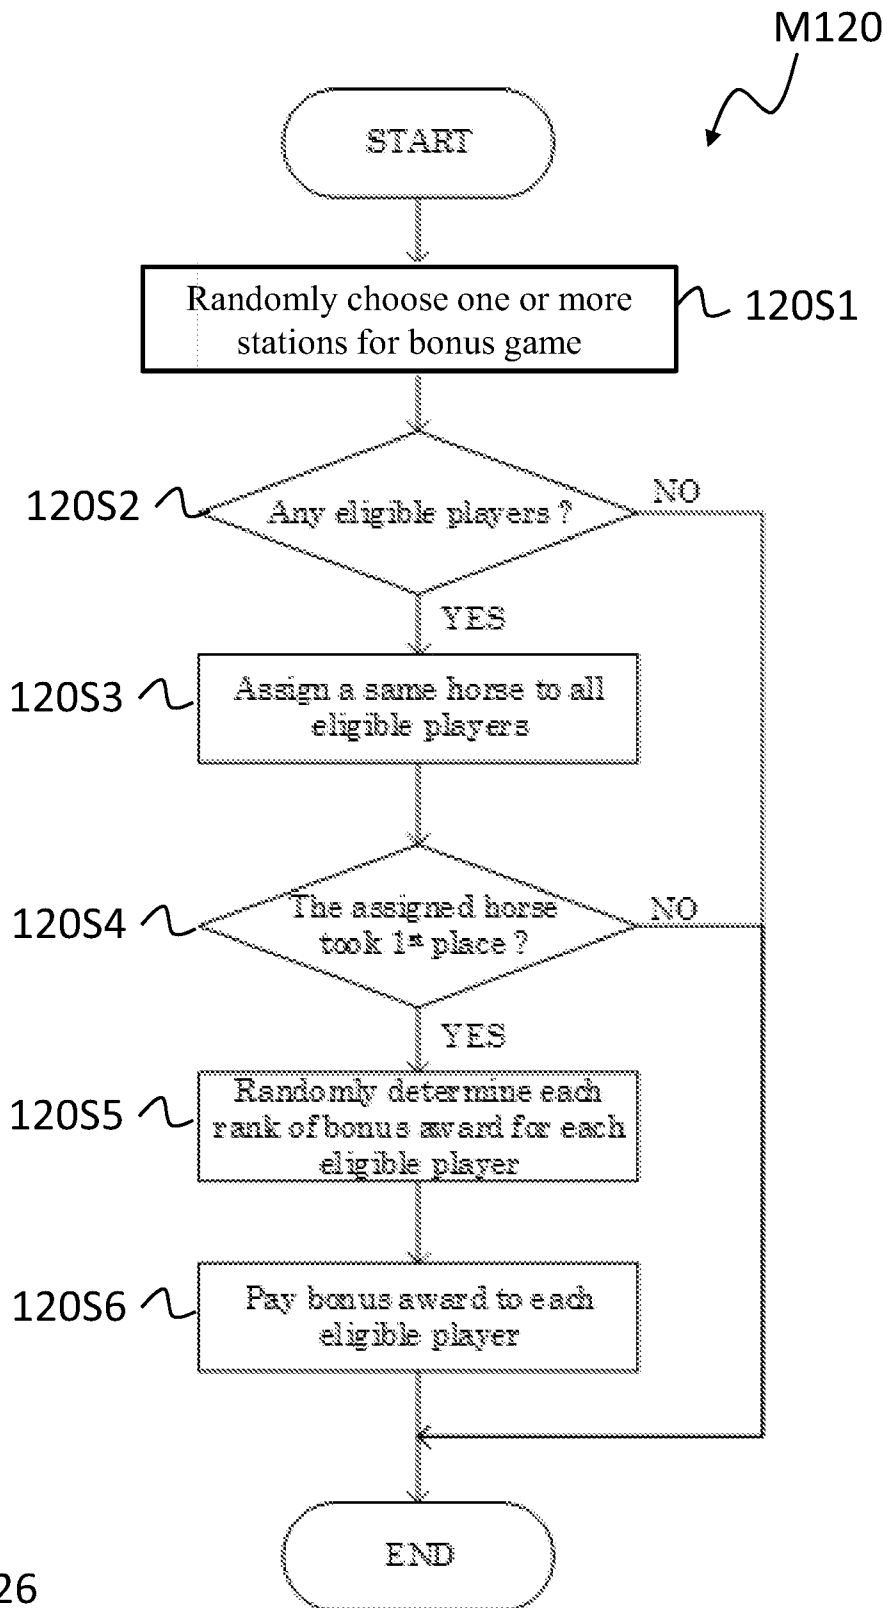 M120
START
Randomly choose one or more
stations for bonus game
120S1
120S2
Any eligible players ?
NO
YES
120S3
Assign a same horse to all
eligible players
120S4
The assigned horse
took 1st place ?
NO
YES
120S5
Randomly determine each
rank of bonus award for each
eligible player
120S6
Pay bonus award to each
eligible player
END
26